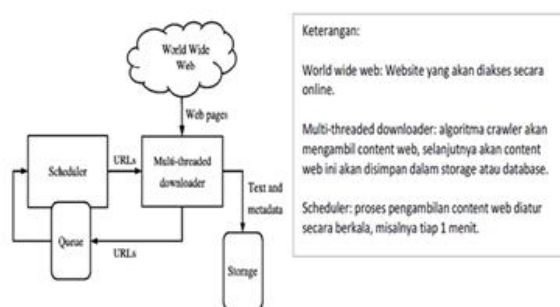 World Wide
Web
Web pages
Scheduler
URLs
Multi-threaded
downloader
Text and
metadata
Queue
URLs
Storage
Keterangan:
World wide web: Website yang akan diakses secara
online.
Multi-threaded downloader: algoritma crawler akan
mengambil content web, selanjutnya akan content
web ini akan disimpan dalam storage atau database.
Scheduler: proses pengambilan content web diatur
secara berkala, misalnya tiap 1 menit.